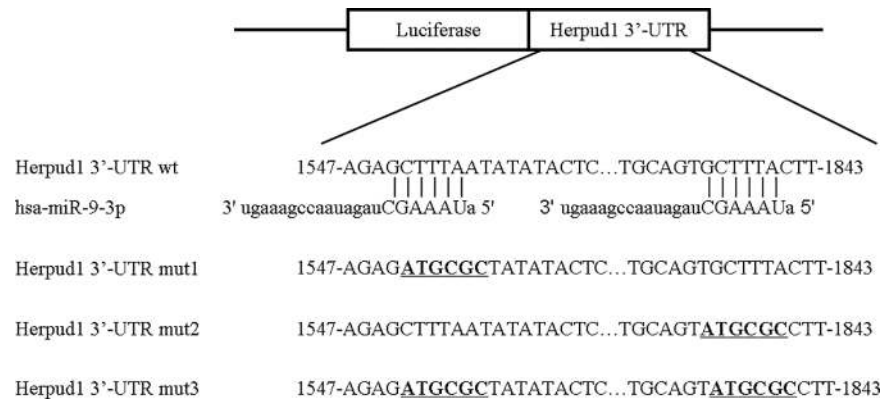 Luciferase Herpud1 3'-UTR
Herpud1 3'-UTR wt 1547-AGAGCTTTAATATATACTC...TGCAGTGCTTTACTT-1843
hsa-miR-9-3p 3' ugaaagccaauagauCGAAAUa 5' 3' ugaaagccaauagauCGAAAUa 5'
Herpud1 3'-UTR mut1 1547-AGAGATGCGCTATATACTC...TGCAGTGCTTTACTT-1843
Herpud1 3'-UTR mut2 1547-AGAGCTTTAATATATACTC...TGCAGTATGCGCCTT-1843
Herpud1 3'-UTR mut3 1547-AGAGATGCGCTATATACTC...TGCAGTATGCGCCTT-1843